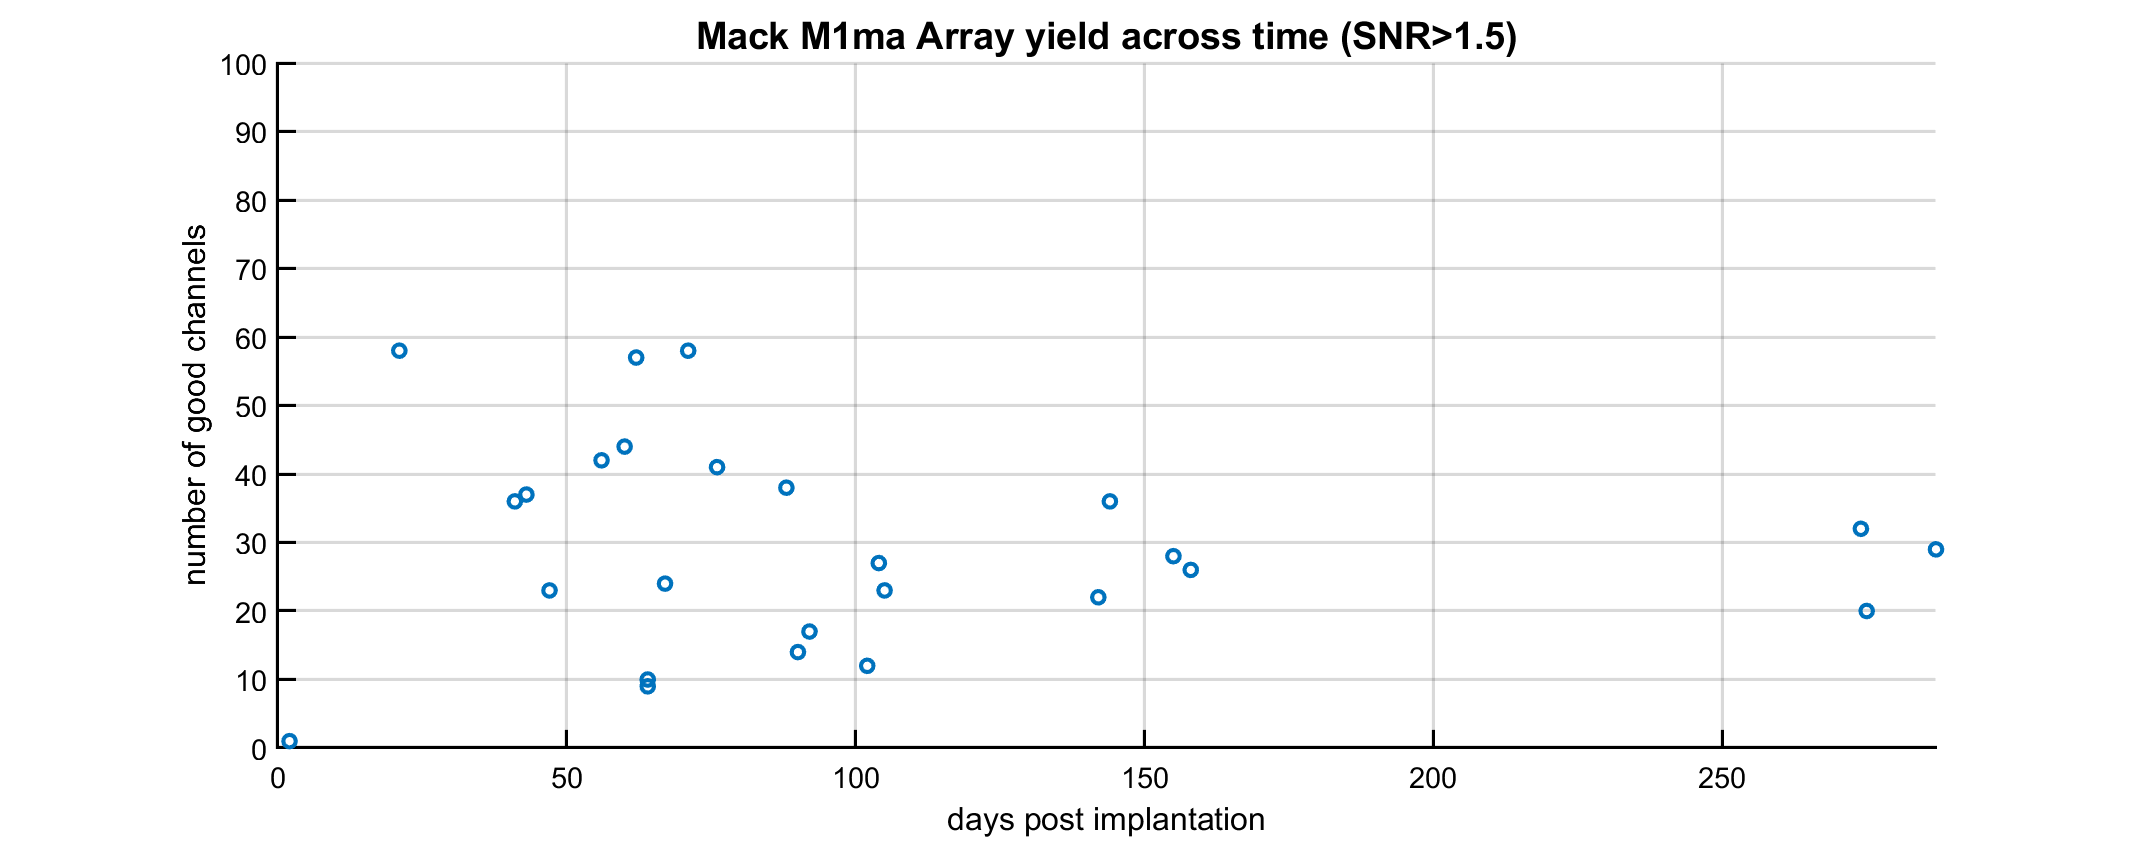 Mack M1ma Array yield across time (SNR>1.5)
100
90
80
70
60
50
40
30
20
10
0
number of good channels
0 50 100 150 200 250
days post implantation